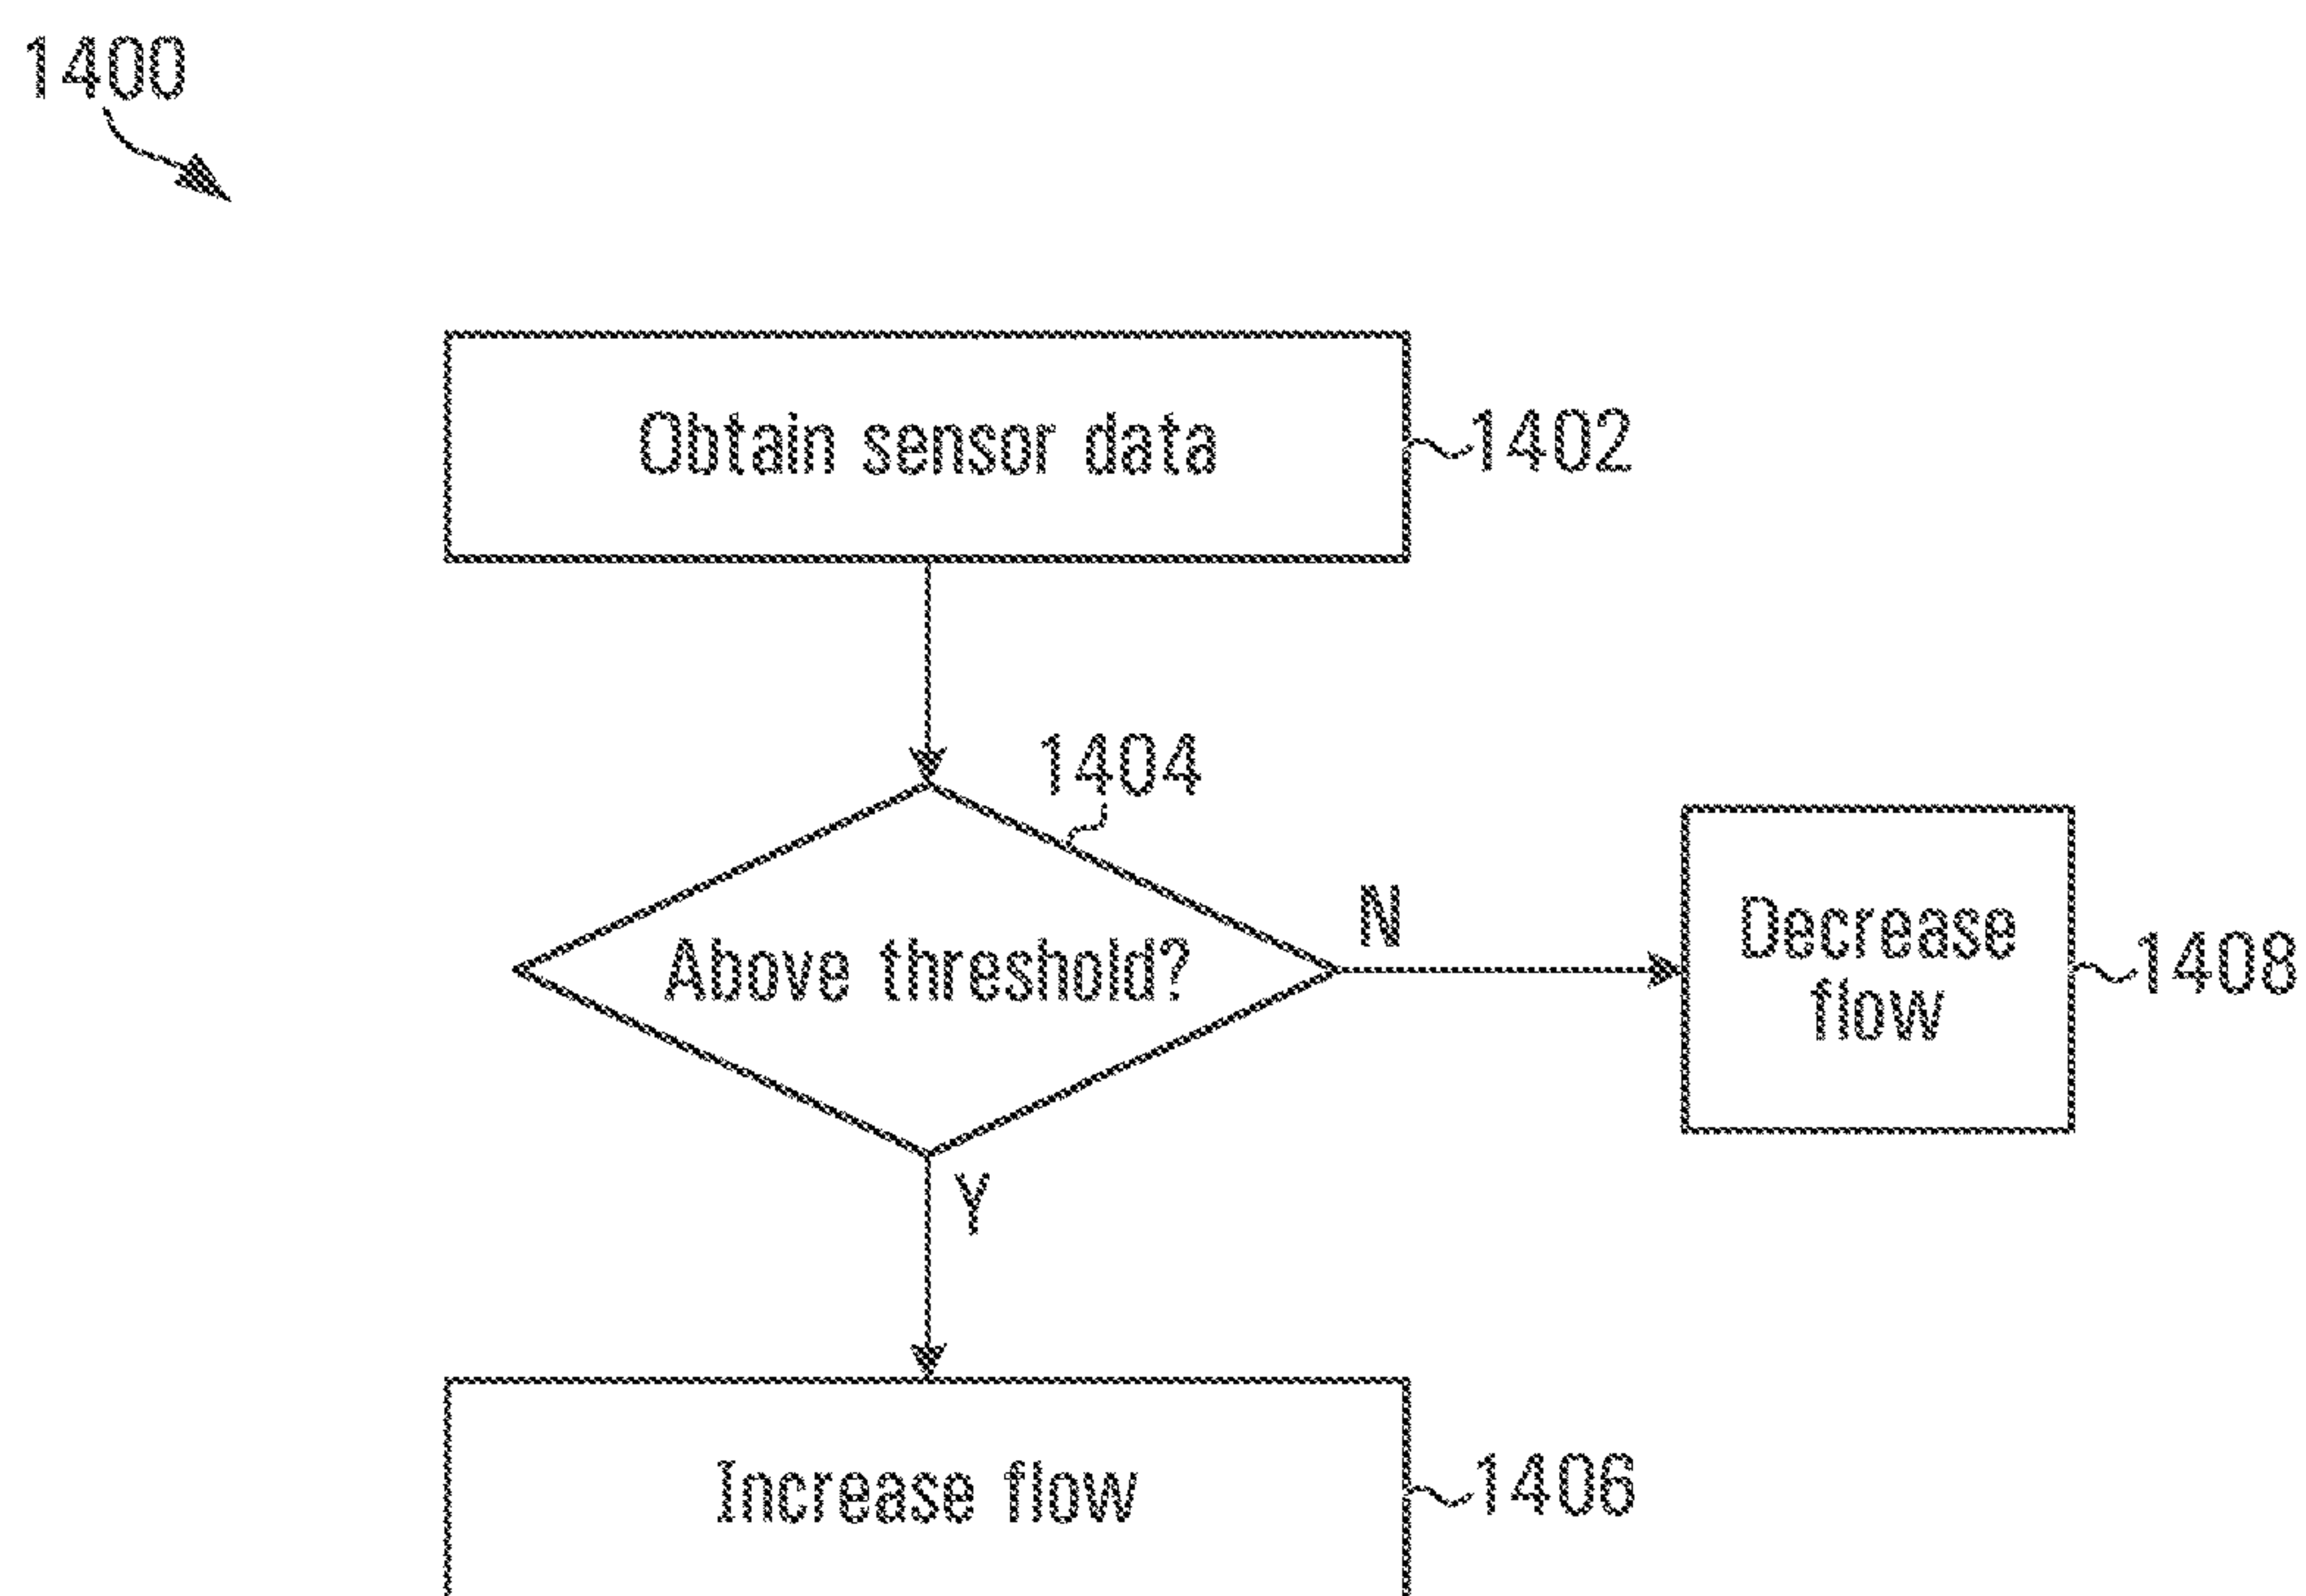 1400
Obtain sensor data
1402
1404
Above threshold?
N
Decrease
flow
1408
Y
Increase flow
1406